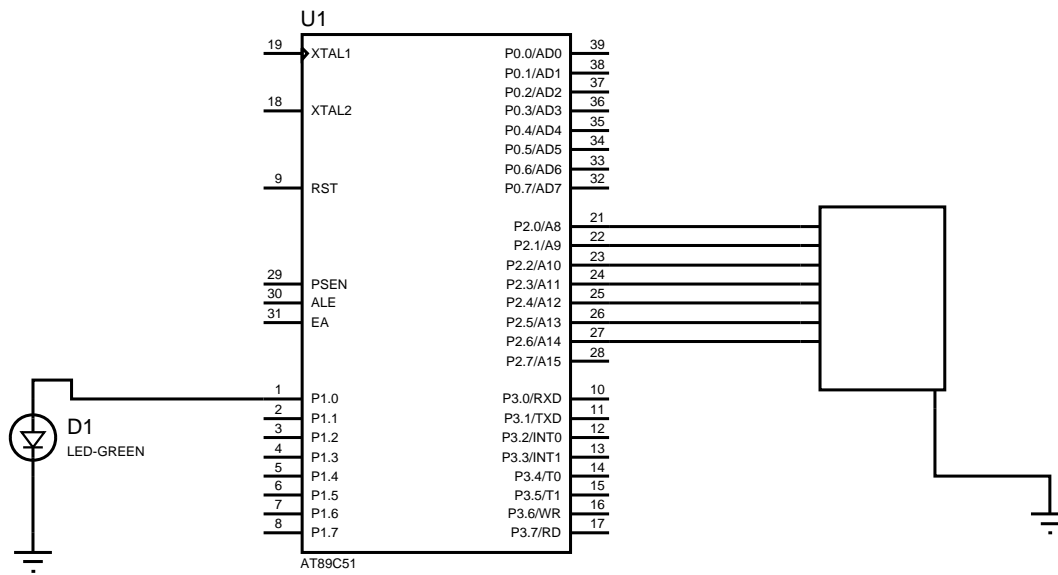 U1
19 XTAL1
18 XTAL2
9 RST
29 PSEN
30 ALE
31 EA
1 P1.0
2 P1.1
3 P1.2
4 P1.3
5 P1.4
6 P1.5
7 P1.6
8 P1.7
P0.0/AD0 39
P0.1/AD1 38
P0.2/AD2 37
P0.3/AD3 36
P0.4/AD4 35
P0.5/AD5 34
P0.6/AD6 33
P0.7/AD7 32
P2.0/A8 21
P2.1/A9 22
P2.2/A10 23
P2.3/A11 24
P2.4/A12 25
P2.5/A13 26
P2.6/A14 27
P2.7/A15 28
P3.0/RXD 10
P3.1/TXD 11
P3.2/INT0 12
P3.3/INT1 13
P3.4/T0 14
P3.5/T1 15
P3.6/WR 16
P3.7/RD 17
AT89C51
D1
LED-GREEN